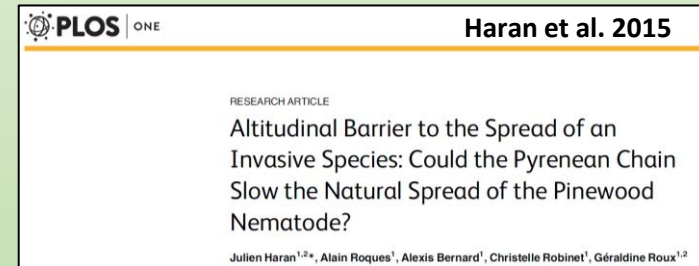 PLOS | ONE
Haran et al. 2015
RESEARCH ARTICLE
Altitudinal Barrier to the Spread of an
Invasive Species: Could the Pyrenean Chain
Slow the Natural Spread of the Pinewood
Nematode?
Julien Haran1,2*, Alain Roques1, Alexis Bernard1, Christelle Robinet1, Géraldine Roux1,2